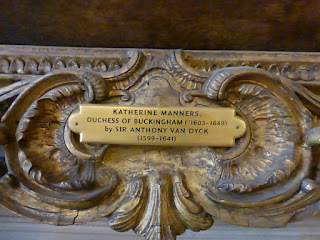 KATHERINE MANNERS,
DUCHESS OF BUCKINGHAM (?1603-1649)
by SIR ANTHONY VAN DYCK
(1599-1641)